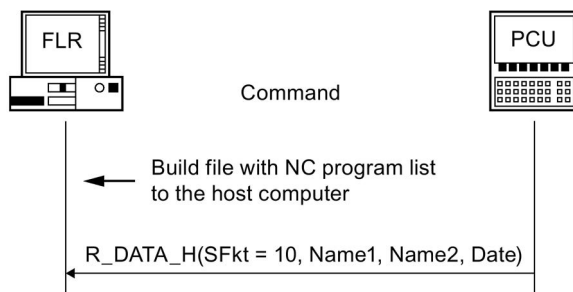 FLR
PCU
Command
Build file with NC program list
to the host computer
R_DATA_H(SFkt = 10, Name1, Name2, Date)